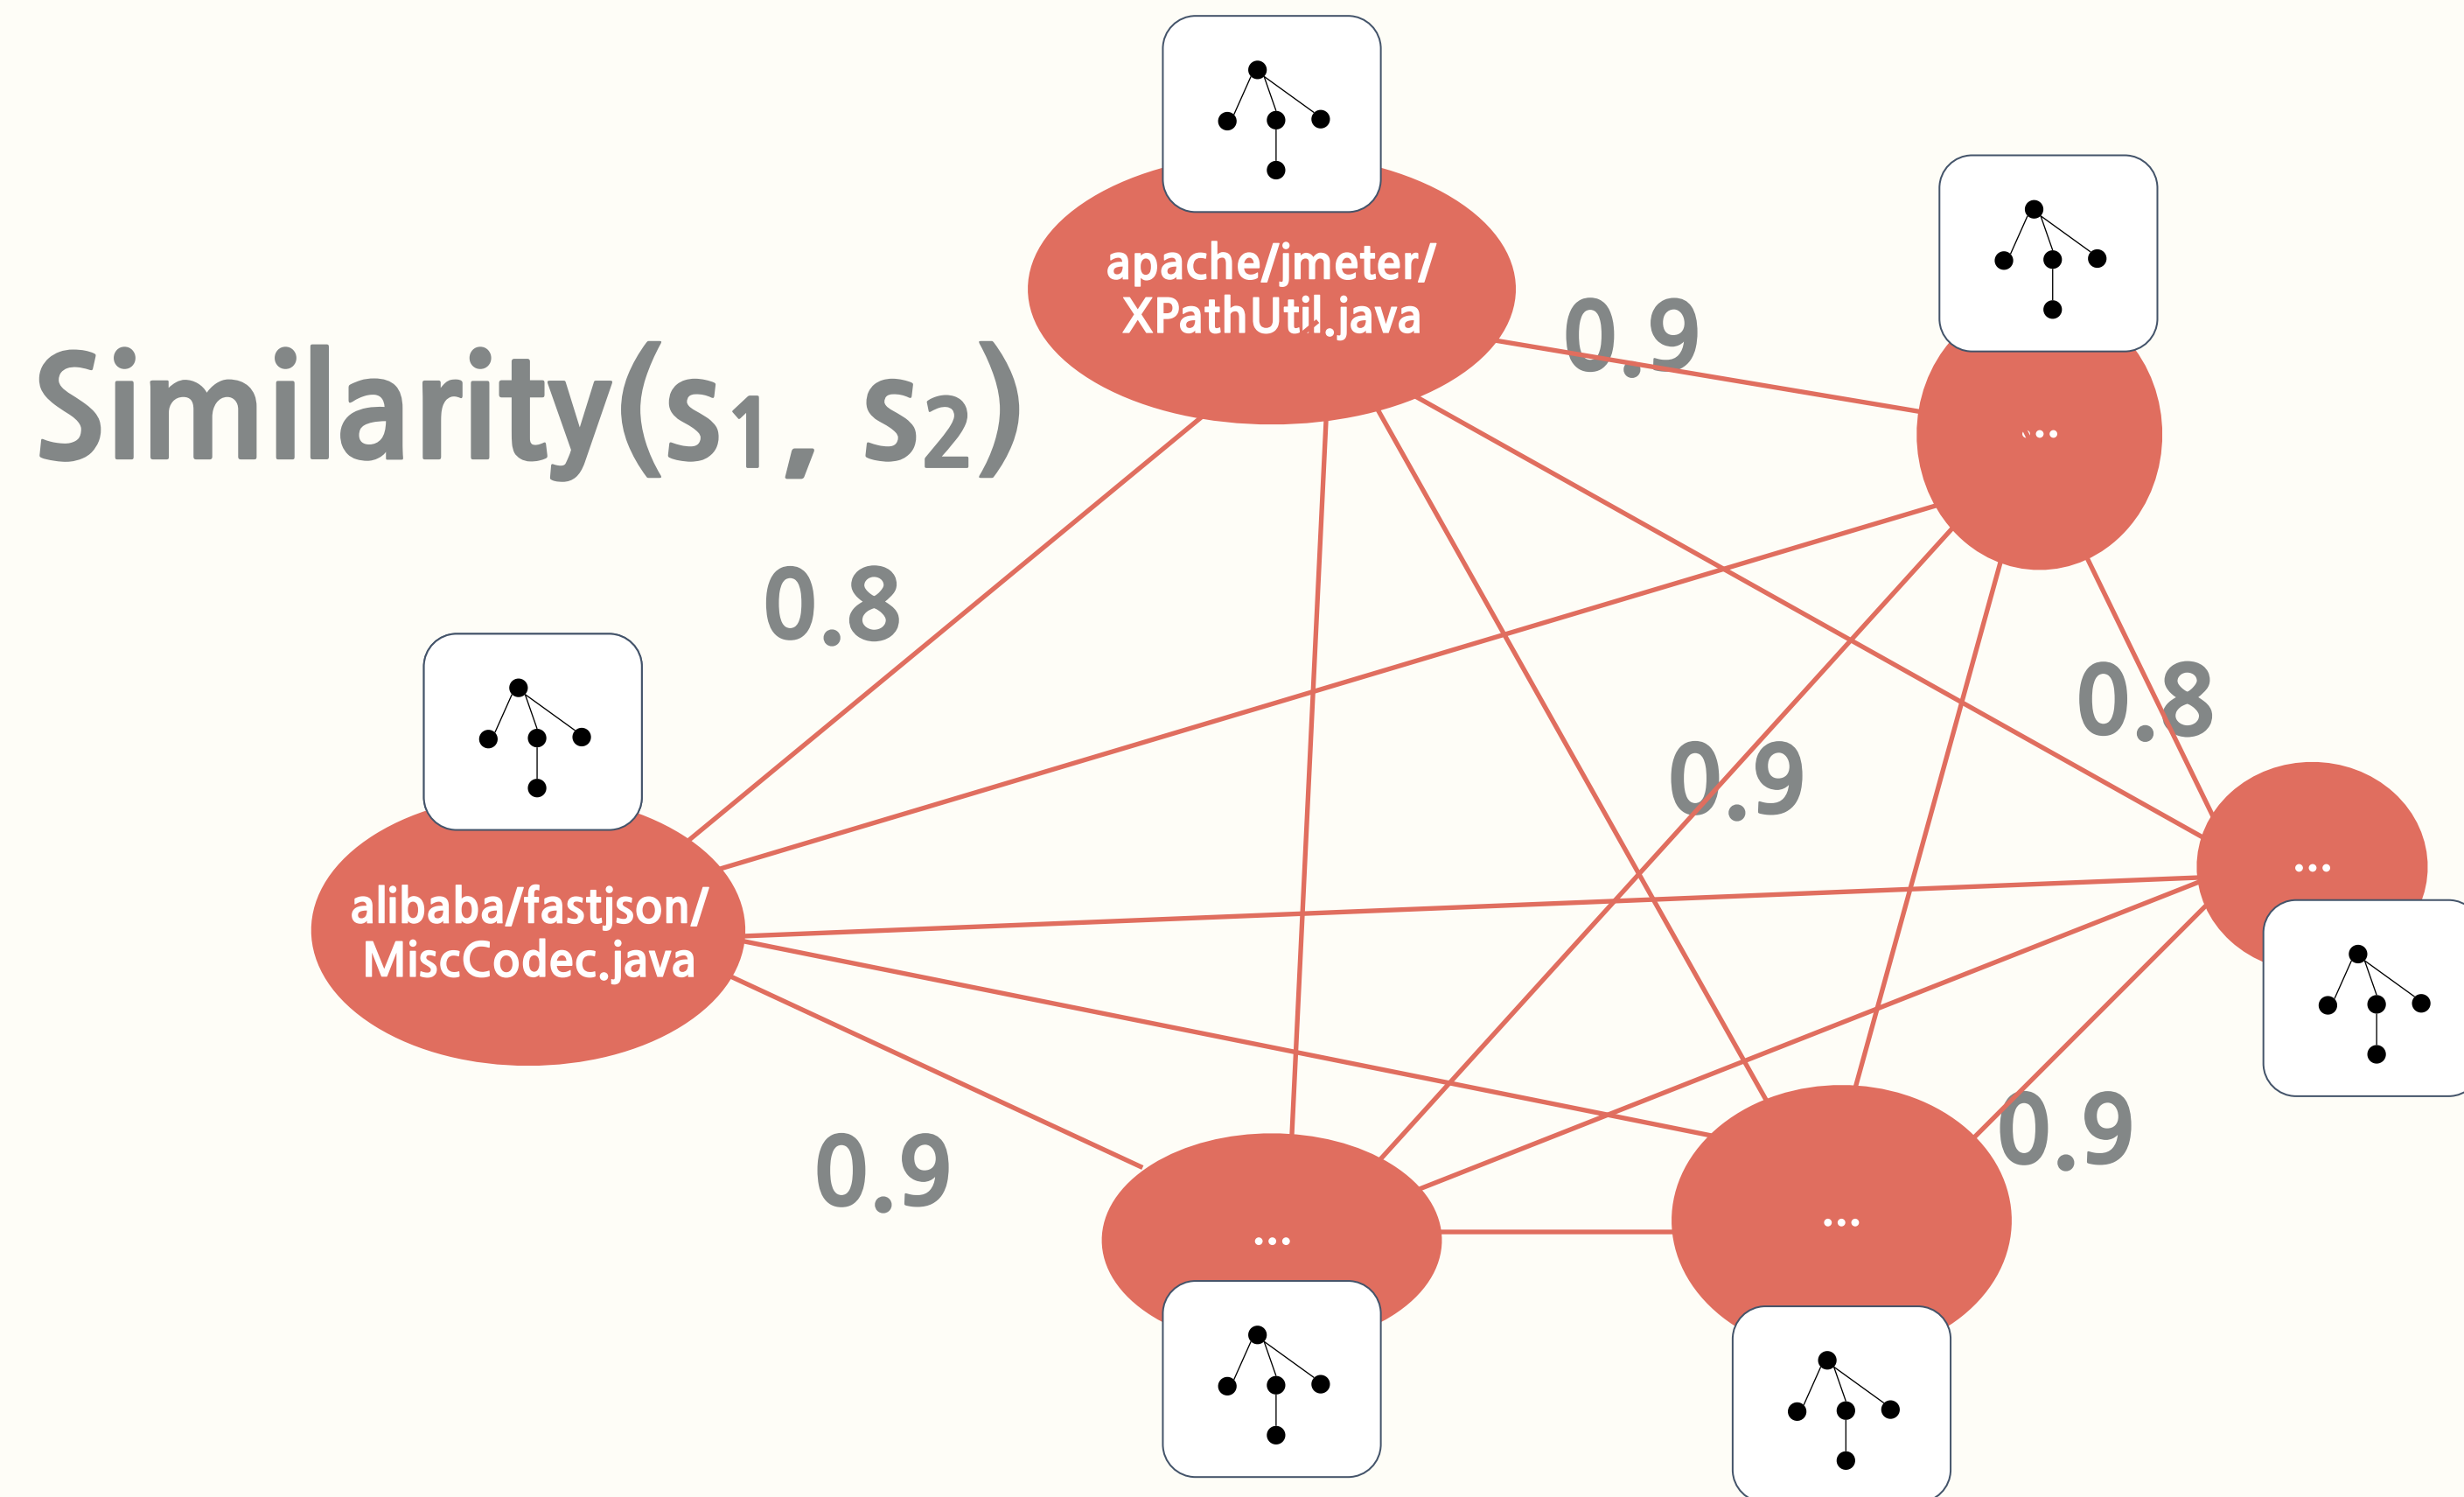 apache/jmeter/
XPathUtil.java
0.9
...
Similarity(s1, s2)
0.8
0.8
0.9
...
alibaba/fastjson/
MiscCodec.java
0.9
0.9
...
...